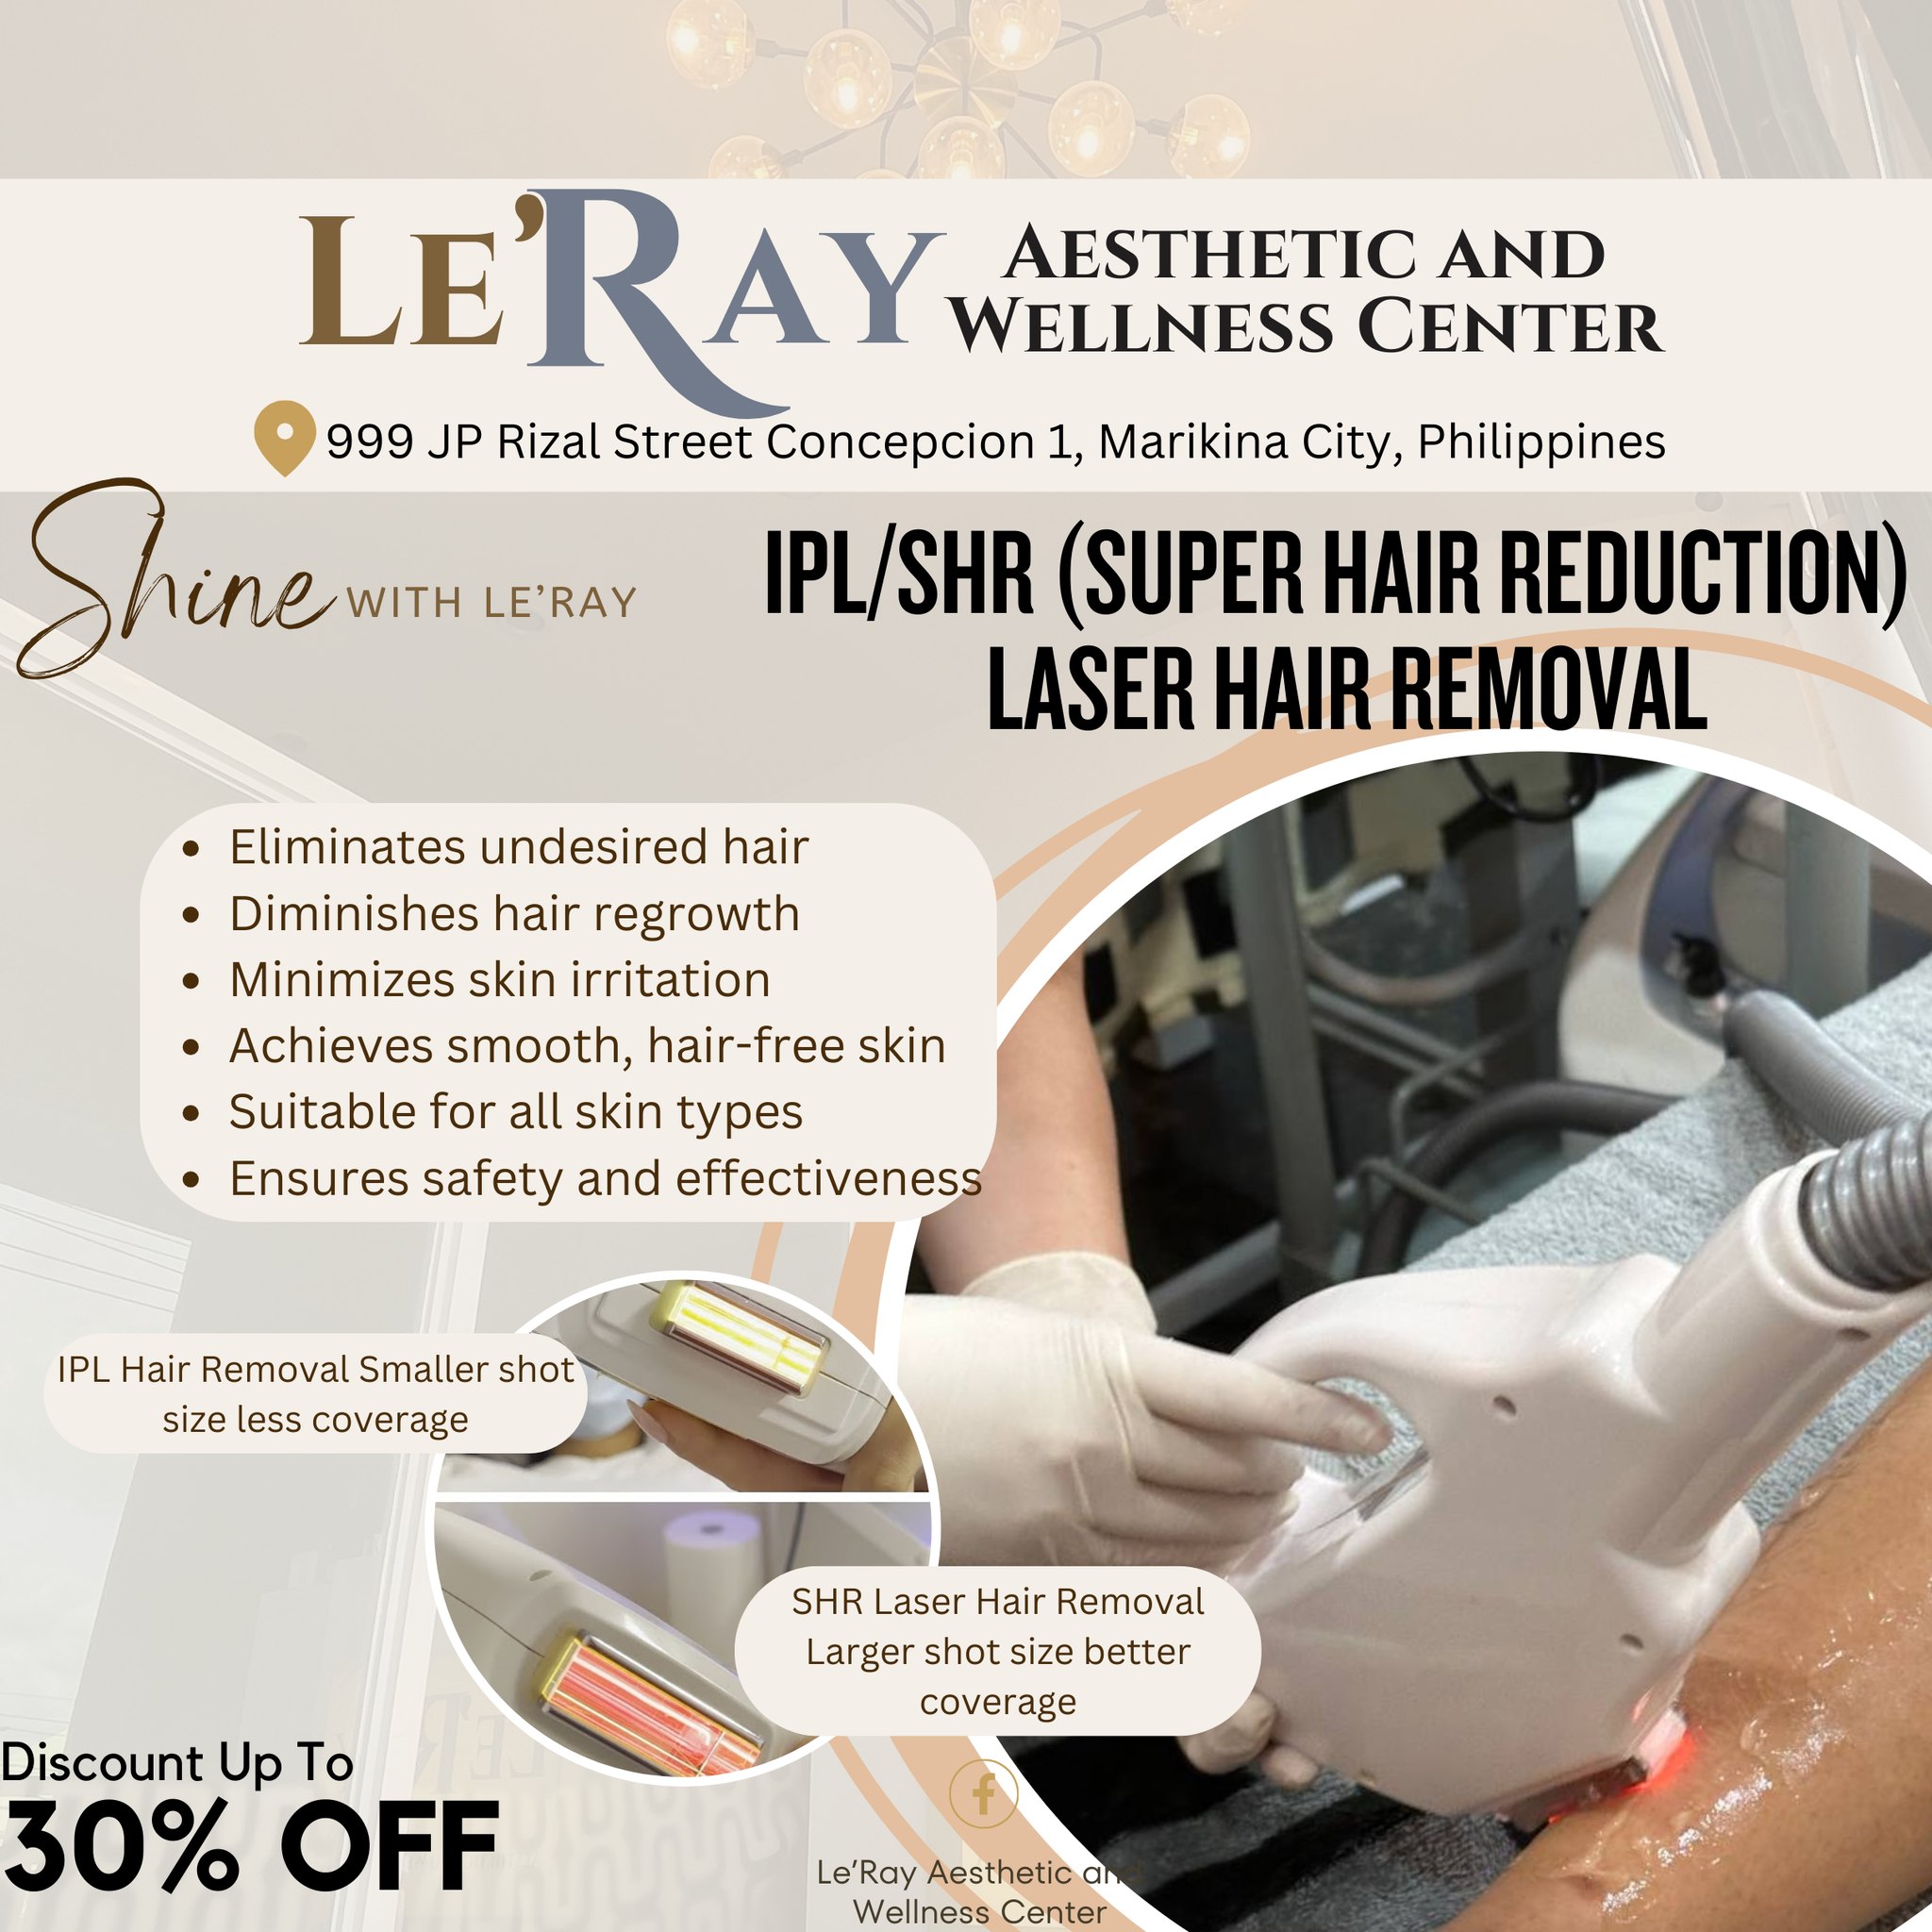 LE'RAY AESTHETIC AND
WELLNESS CENTER
999 JP Rizal Street Concepcion 1, Marikina City, Philippines
Shine WITH LE'RAY
IPL/SHR (SUPER HAIR REDUCTION)
LASER HAIR REMOVAL
• Eliminates undesired hair
• Diminishes hair regrowth
• Minimizes skin irritation
• Achieves smooth, hair-free skin
• Suitable for all skin types
• Ensures safety and effectiveness
IPL Hair Removal Smaller shot
size less coverage
SHR Laser Hair Removal
Larger shot size better
coverage
Discount Up To
30% OFF
Le'Ray Aesthetic and
Wellness Center